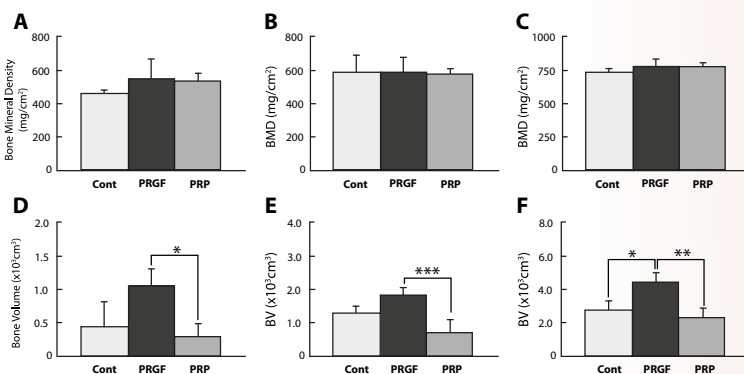 A
Bone Mineral Density
(mg/cm²)
800
600
400
200
0
Cont PRGF PRP
B
BMD (mg/cm²)
800
600
400
200
0
Cont PRGF PRP
C
BMD (mg/cm²)
1000
750
500
250
0
Cont PRGF PRP
D
Bone Volume (x10³cm³)
2.0
1.5
1.0
0.5
0
*
Cont PRGF PRP
E
BV (x10³cm³)
4.0
3.0
2.0
1.0
0
***
Cont PRGF PRP
F
BV (x10³cm³)
8.0
6.0
4.0
2.0
0
* **
Cont PRGF PRP